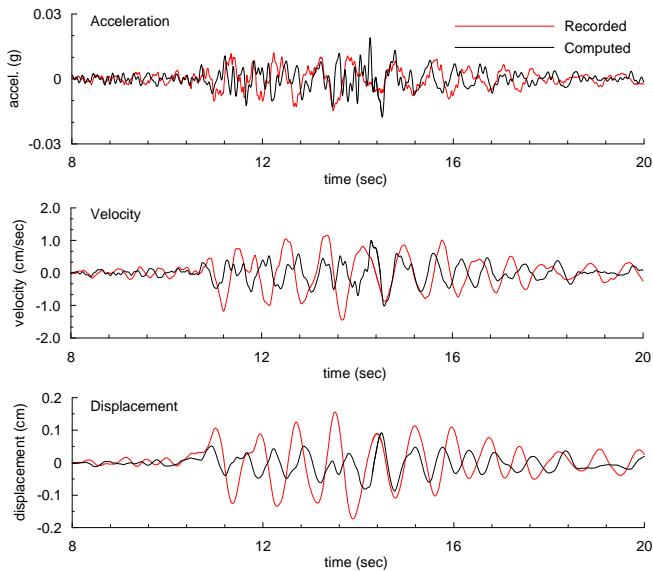 Acceleration
Recorded
Computed
accel. (g)
0.03
0
-0.03
8 12 16 20
time (sec)
Velocity
velocity (cm/sec)
2.0
1.0
0.0
-1.0
-2.0
8 12 16 20
time (sec)
Displacement
displacement (cm)
0.2
0.1
0
-0.1
-0.2
8 12 16 20
time (sec)